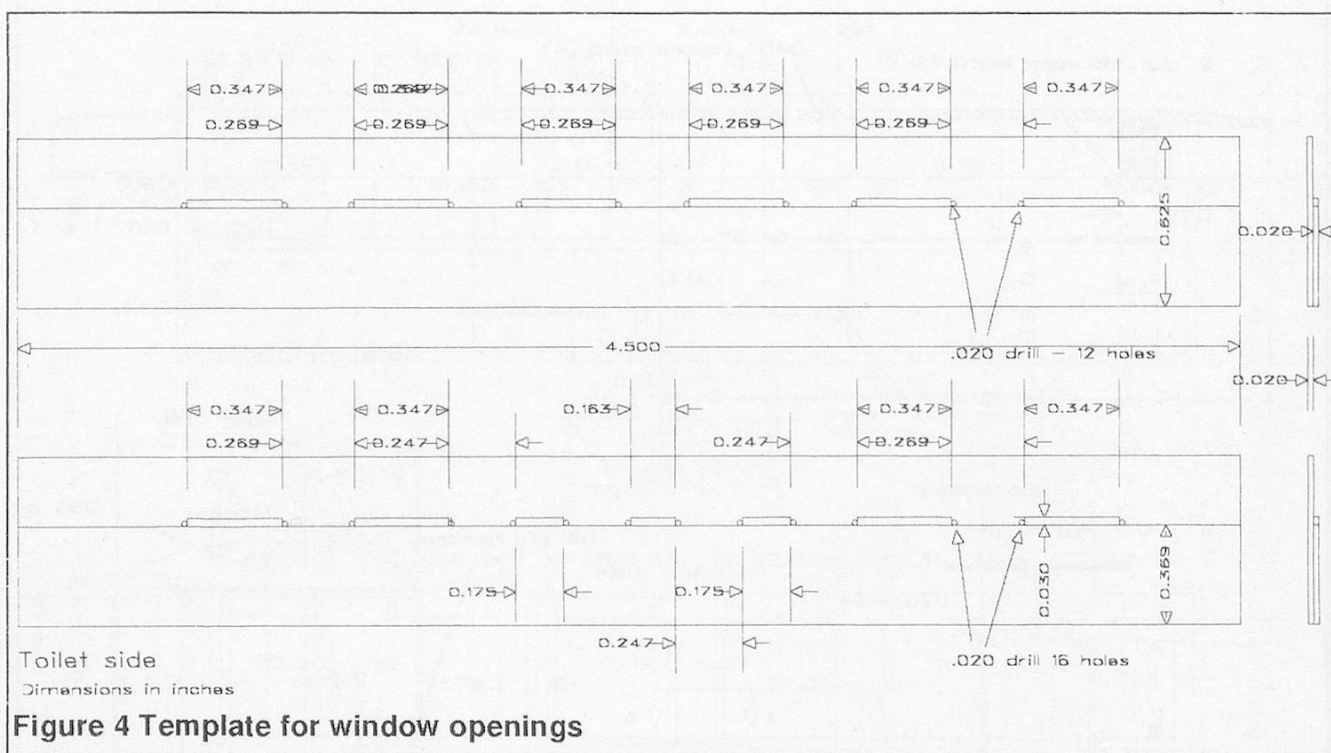 0.347 0.347 0.347 0.347 0.347
0.269 0.269 0.269 0.269 0.269
0.625
0.020
4.500
.020 drill - 12 holes
0.020
0.347 0.347 0.163 0.347 0.347
0.269 0.247 0.247 0.269
0.030
0.369
0.175 0.175
0.247
.020 drill 16 holes
Toilet side
Dimensions in inches
Figure 4 Template for window openings